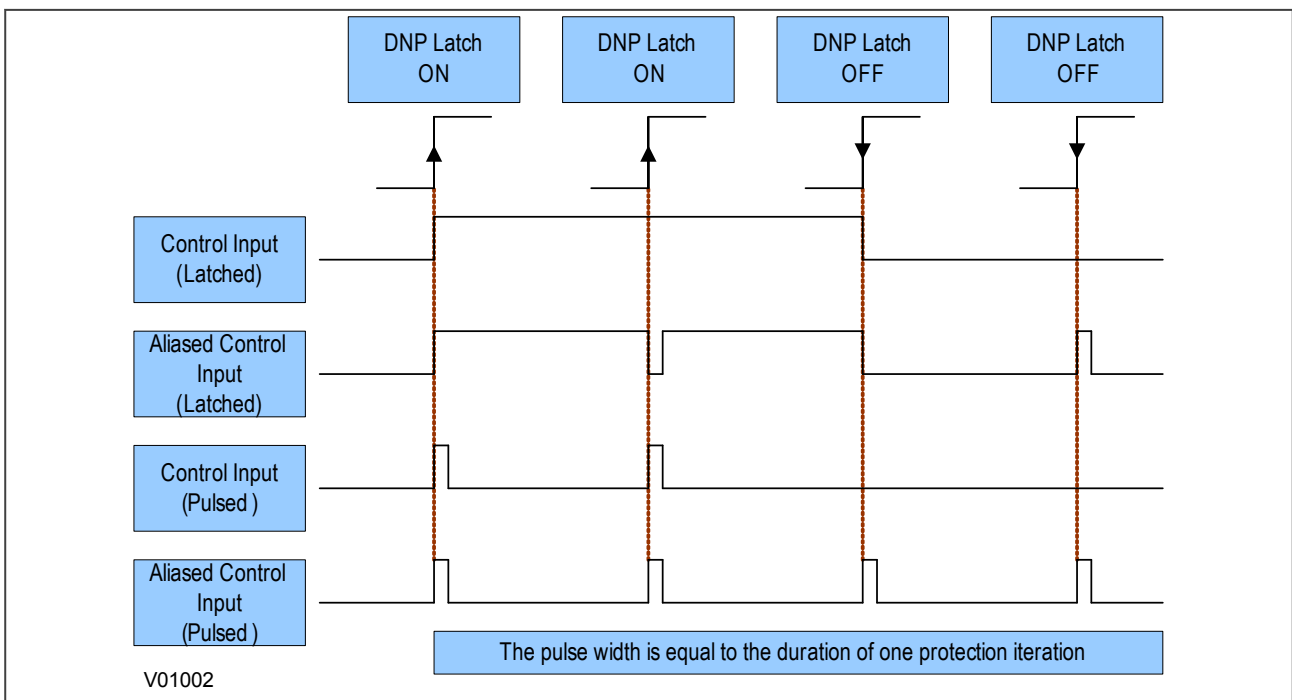 DNP Latch
ON
DNP Latch
ON
DNP Latch
OFF
DNP Latch
OFF
Control Input
(Latched)
Aliased Control
Input
(Latched)
Control Input
(Pulsed )
Aliased Control
Input
(Pulsed )
The pulse width is equal to the duration of one protection iteration
V01002